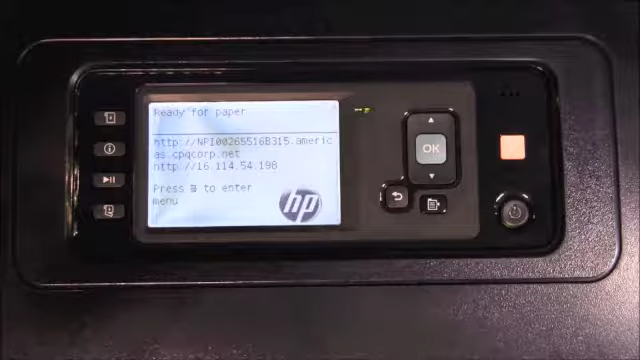 Ready for paper
http://NPI00265516B315.americ
as.cpqcorp.net
http://16.114.54.198
Press to enter
menu
hp
OK